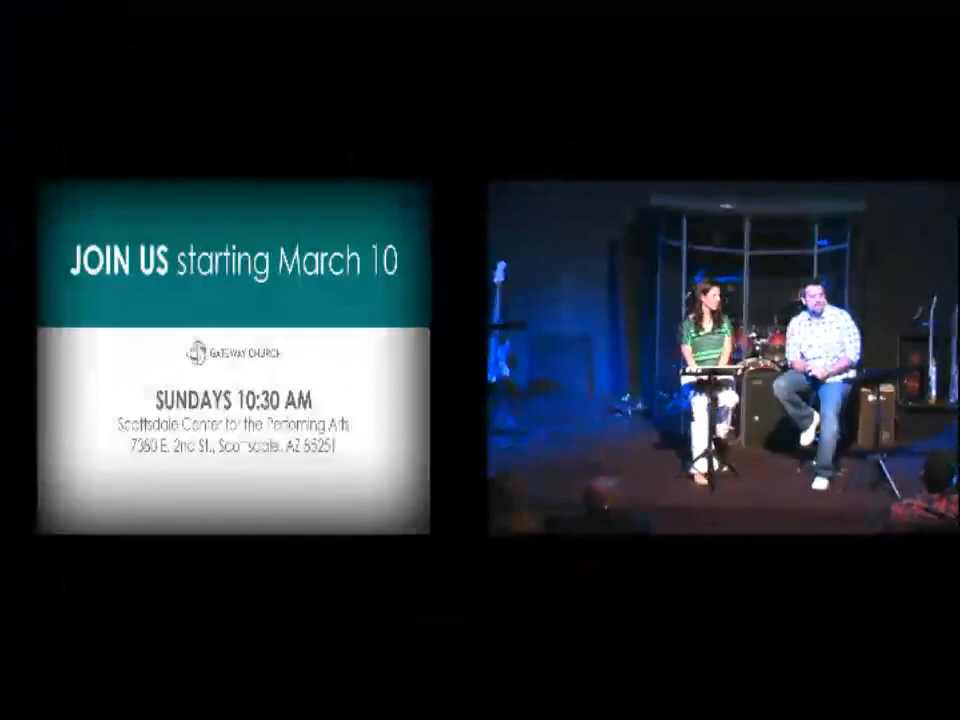 JOIN US starting March 10
GATEWAY CHURCH
SUNDAYS 10:30 AM
Scottsdale Center for the Performing Arts
7380 E. 2nd St., Scottsdale, AZ 85251